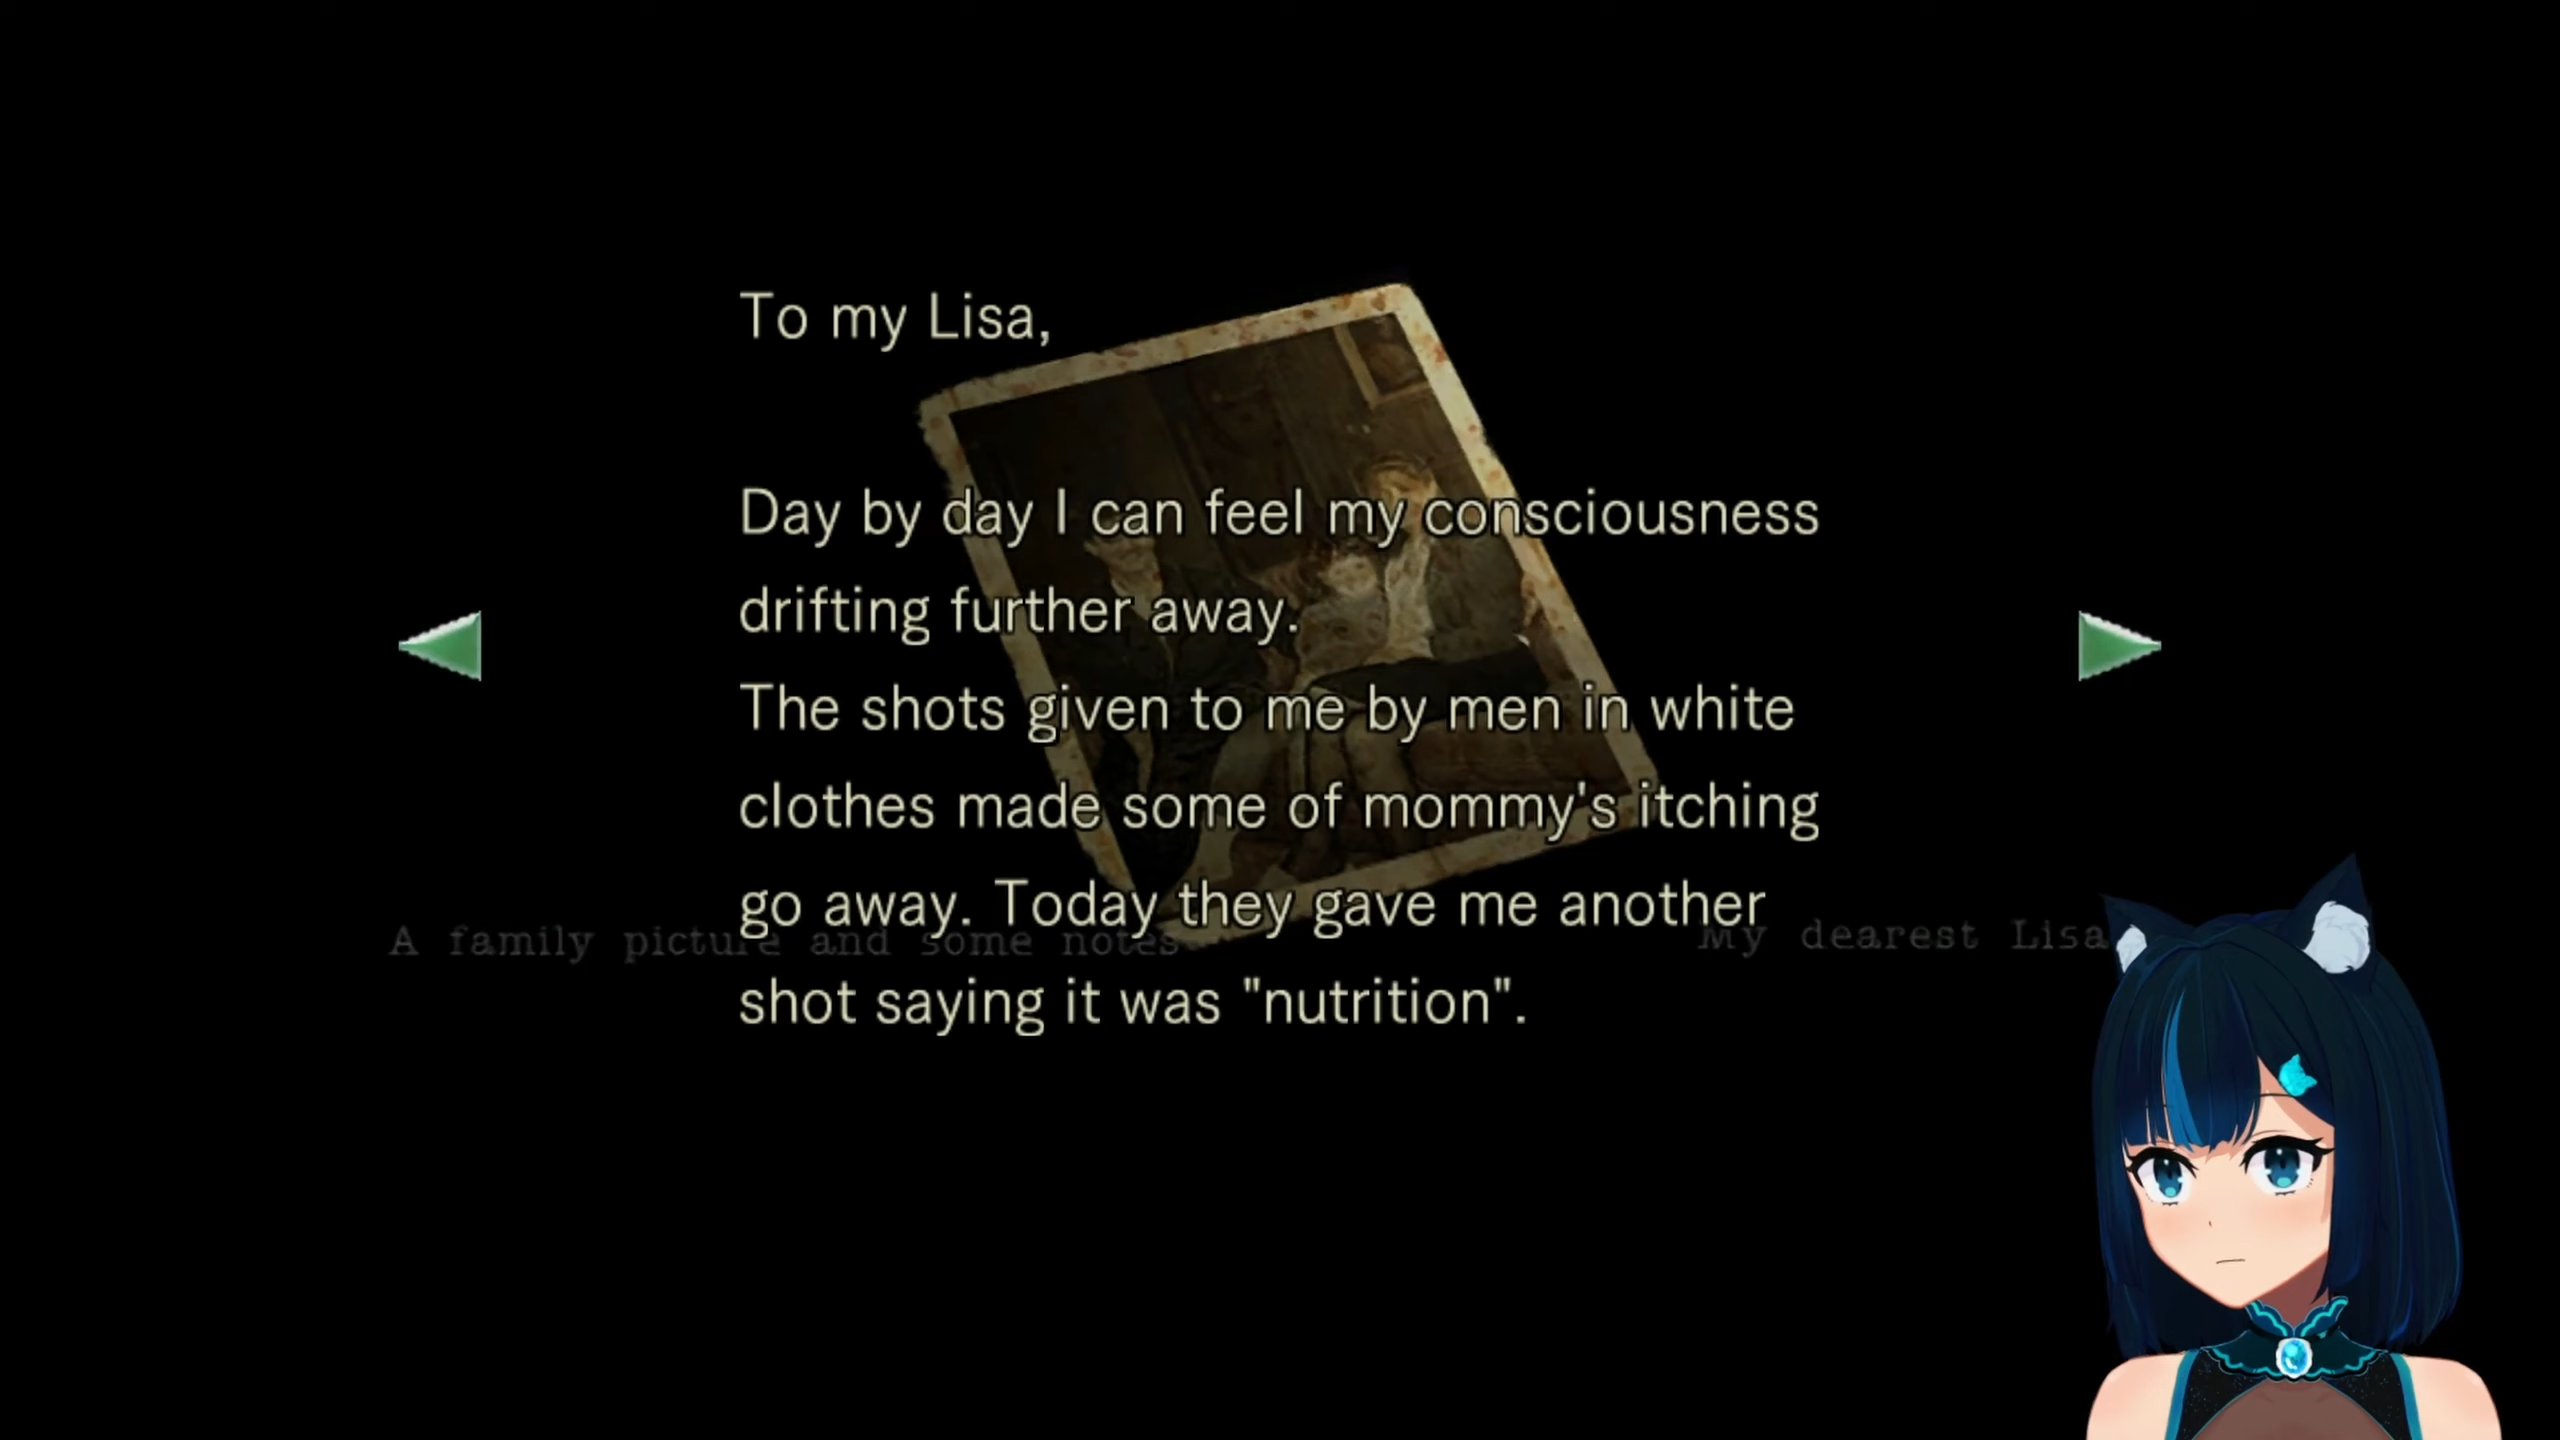 To my Lisa,
Day by day I can feel my consciousness
drifting further away.
The shots given to me by men in white
clothes made some of mommy's itching
go away. Today they gave me another
shot saying it was "nutrition".
A family picture and some notes
My dearest Lisa